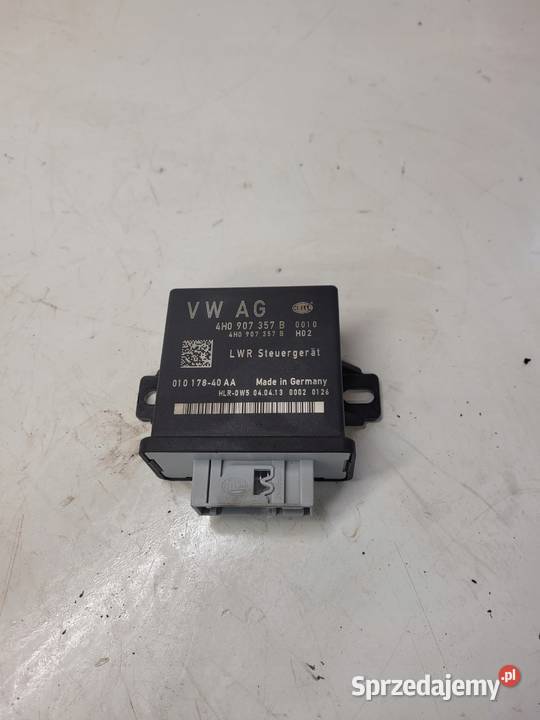 VW AG
HELLA
4H0 907 357 B 0010
4H0 907 357 B H02
LWR Steuergerät
010 178-40 AA Made in Germany
HLR-DW5 04.04.13 0002 0126
Sprzedajemy.pl